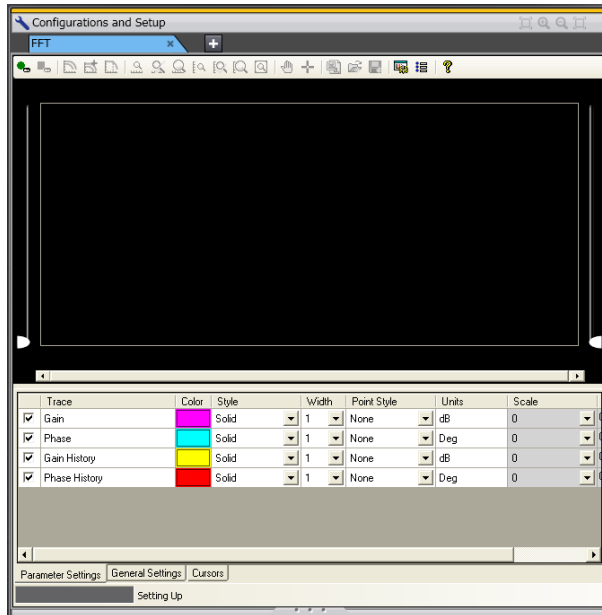 Configurations and Setup
FFT
Trace Color Style Width Point Style Units Scale
Gain Solid 1 None dB 0
Phase Solid 1 None Deg 0
Gain History Solid 1 None dB 0
Phase History Solid 1 None Deg 0
Parameter Settings General Settings Cursors
Setting Up